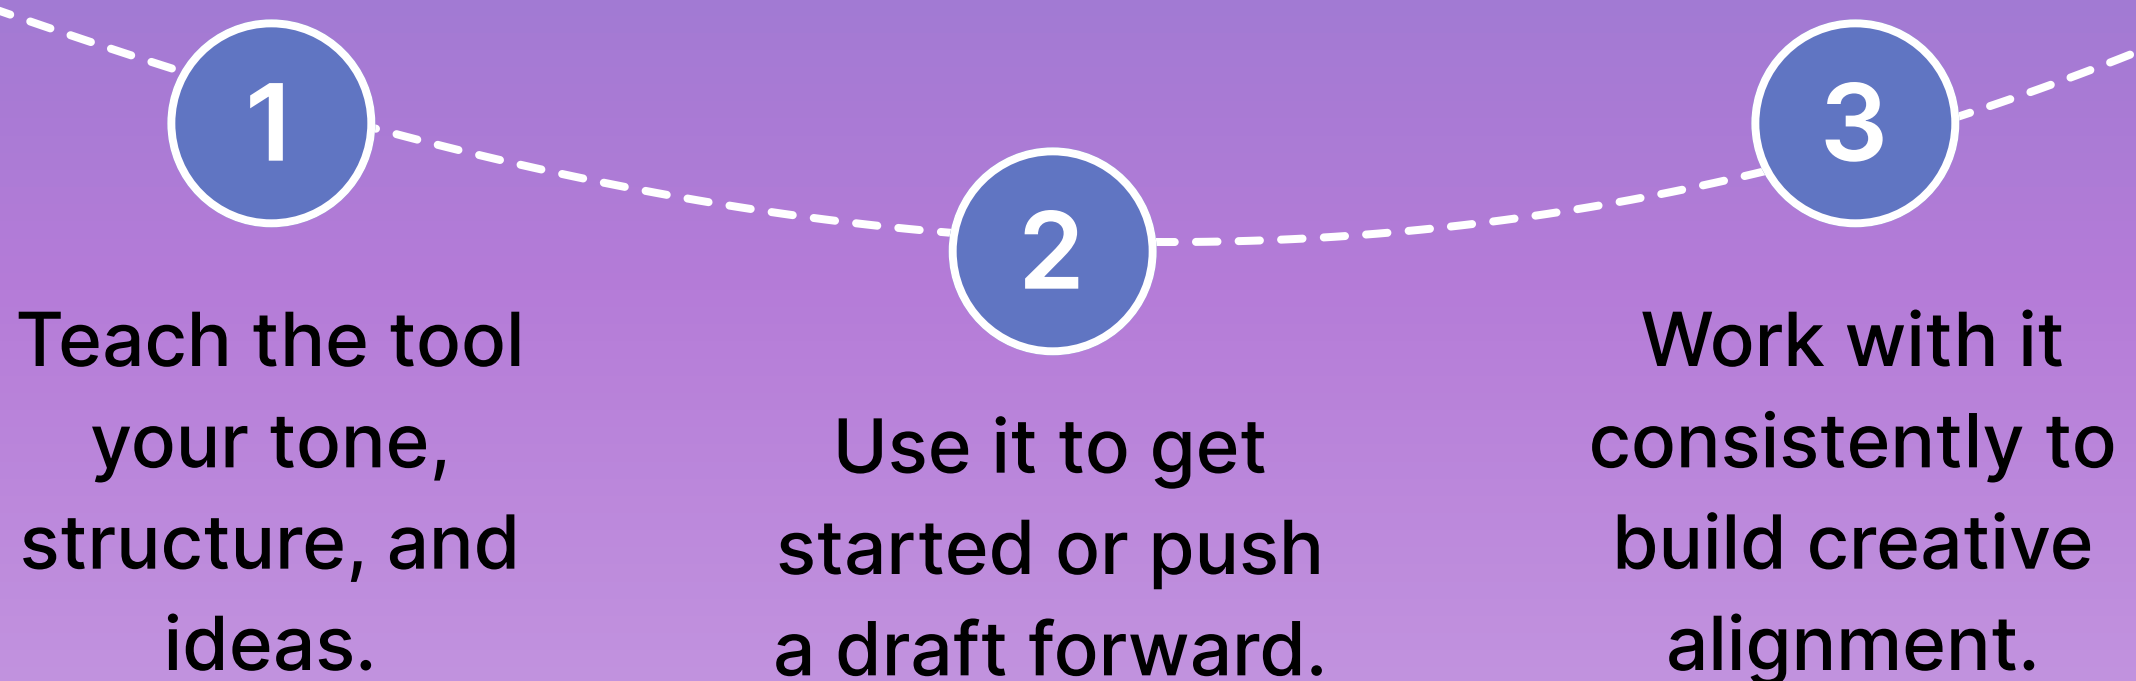 1
Teach the tool
your tone,
structure, and
ideas.
2
Use it to get
started or push
a draft forward.
3
Work with it
consistently to
build creative
alignment.